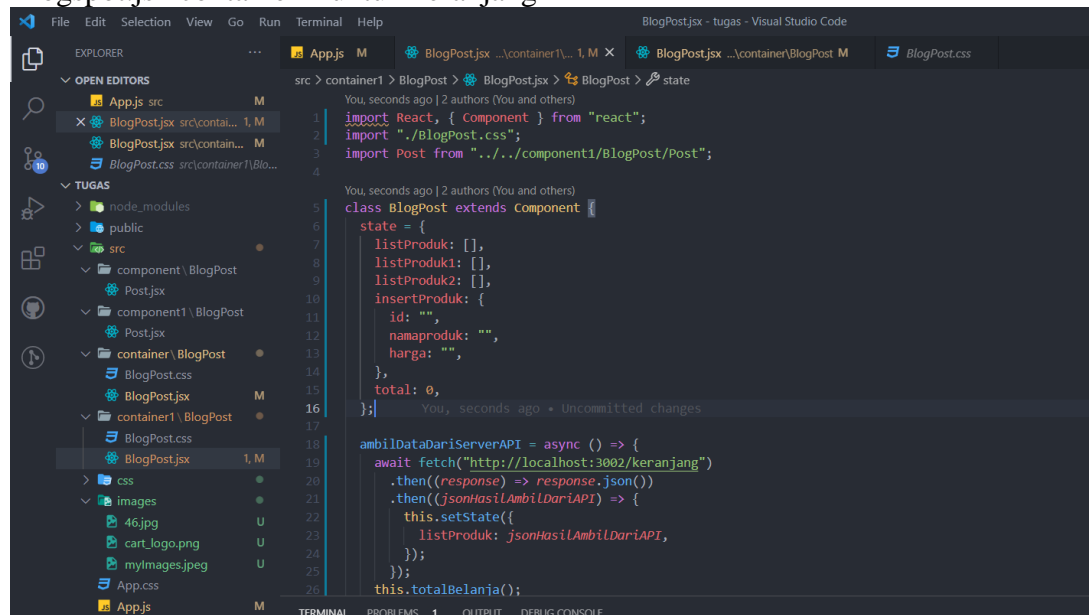 File Edit Selection View Go Run Terminal Help BlogPost.jsx - tugas - Visual Studio Code
EXPLORER ...
OPEN EDITORS
JS App.js src M
BlogPost.jsx src\contai... 1, M
BlogPost.jsx src\contain... M
BlogPost.css src\container1\Blo...
TUGAS
node_modules
public
src
component \ BlogPost
Post.jsx
component1 \ BlogPost
Post.jsx
container \ BlogPost
BlogPost.css
BlogPost.jsx M
container1 \ BlogPost
BlogPost.css
BlogPost.jsx 1, M
css
images
46.jpg U
cart_logo.png U
myImages.jpeg U
App.css
JS App.js M
10
JS App.js M BlogPost.jsx ...\container1\... 1, M BlogPost.jsx ...\container\BlogPost M BlogPost.css
src > container1 > BlogPost > BlogPost.jsx > BlogPost > state
You, seconds ago | 2 authors (You and others)
1 import React, { Component } from "react";
2 import "./BlogPost.css";
3 import Post from "../../component1/BlogPost/Post";
4
You, seconds ago | 2 authors (You and others)
5 class BlogPost extends Component {
6 state = {
7 listProduk: [],
8 listProduk1: [],
9 listProduk2: [],
10 insertProduk: {
11 id: "",
12 namaproduk: "",
13 harga: "",
14 },
15 total: 0,
16 }; You, seconds ago • Uncommitted changes
17
18 ambilDataDariServerAPI = async () => {
19 await fetch("http://localhost:3002/keranjang")
20 .then((response) => response.json())
21 .then((jsonHasilAmbilDariAPI) => {
22 this.setState({
23 listProduk: jsonHasilAmbilDariAPI,
24 });
25 });
26 this.totalBelanja();
TERMINAL PROBLEMS 1 OUTPUT DEBUG CONSOLE